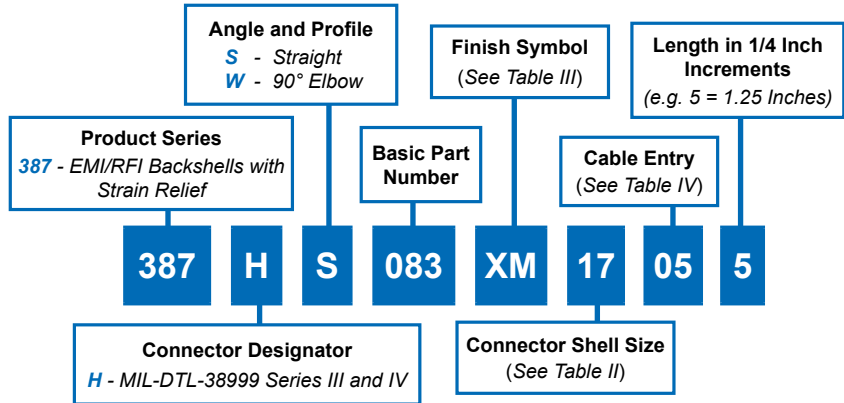 Angle and Profile
S - Straight
W - 90° Elbow
Finish Symbol
(See Table III)
Length in 1/4 Inch
Increments
(e.g. 5 = 1.25 Inches)
Product Series
387 - EMI/RFI Backshells with
Strain Relief
Basic Part
Number
Cable Entry
(See Table IV)
387 H S 083 XM 17 05 5
Connector Designator
H - MIL-DTL-38999 Series III and IV
Connector Shell Size
(See Table II)